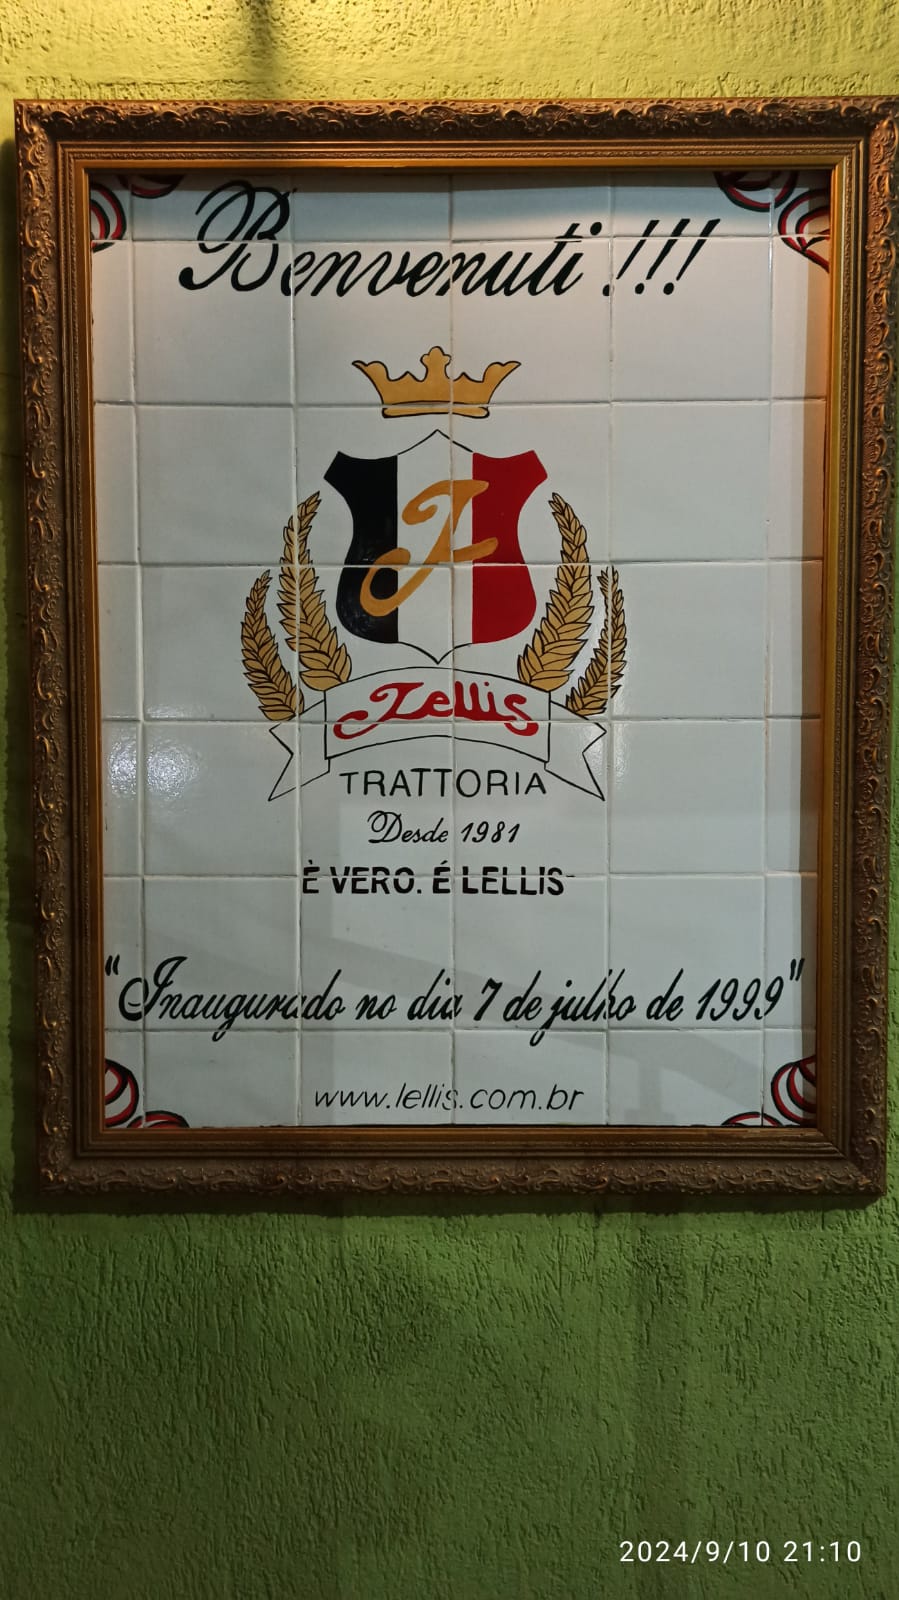 Benvenuti !!!
L
Lellis
TRATTORIA
Desde 1981
È VERO. É LELLIS
"Inaugurado no dia 7 de julho de 1999"
www.lellis.com.br
2024/9/10 21:10